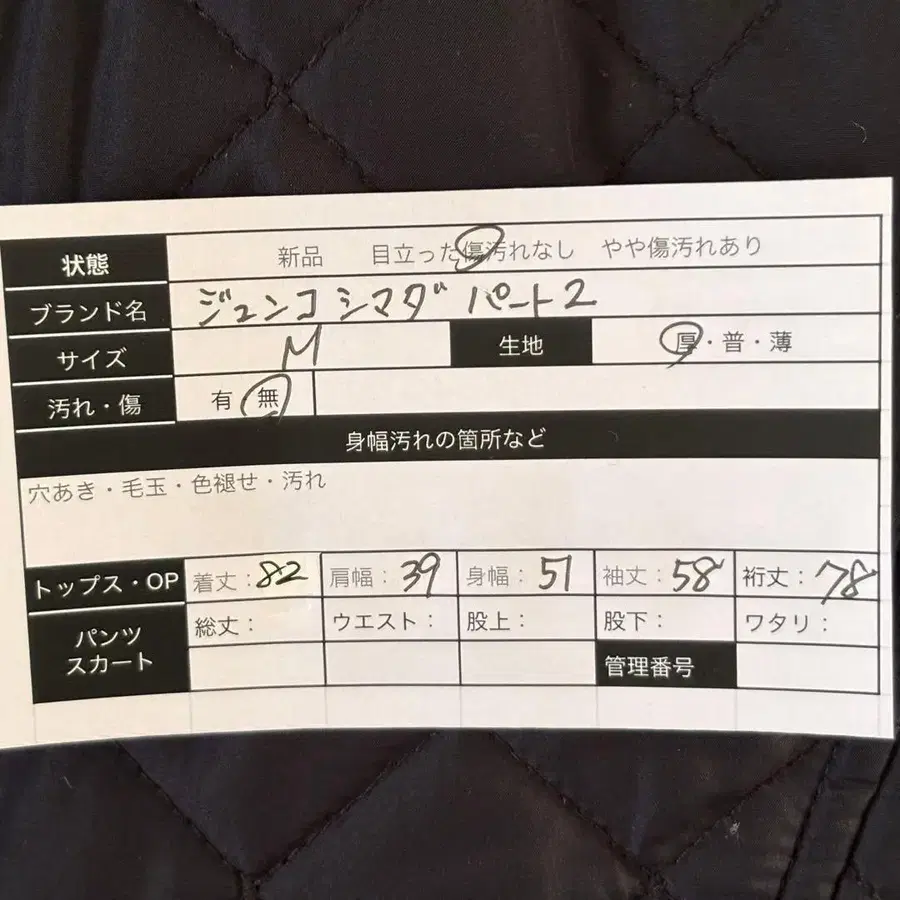 状態 新品 目立った傷汚れなし やや傷汚れあり
ブランド名 ジュンコ シマダ パート2
サイズ M 生地 厚・普・薄
汚れ・傷 有 無
身幅汚れの箇所など
穴あき・毛玉・色褪せ・汚れ
トップス・OP 着丈:82 肩幅:39 身幅:51 袖丈:58 裄丈:78
パンツ 総丈: ウエスト: 股上: 股下: ワタリ:
スカート 管理番号